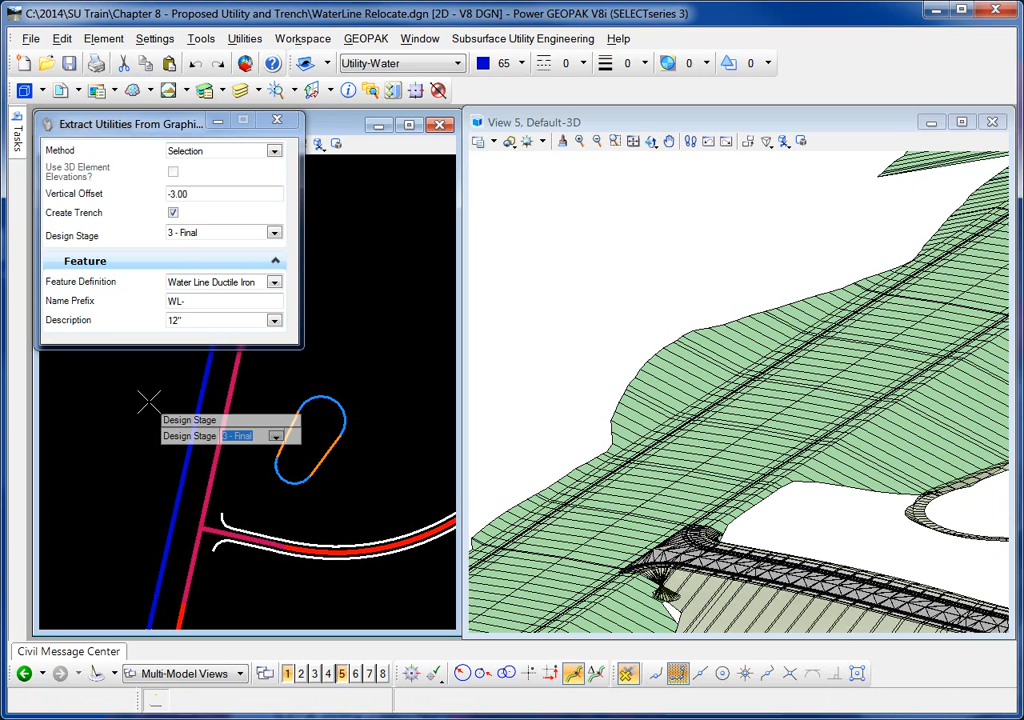 C:\2014\SU Train\Chapter 8 - Proposed Utility and Trench\WaterLine Relocate.dgn [2D - V8 DGN] - Power GEOPAK V8i (SELECTseries 3)
File Edit Element Settings Tools Utilities Workspace GEOPAK Window Subsurface Utility Engineering Help
Utility-Water 65 0 0 0 0
Tasks
Extract Utilities From Graphi...
Method Selection
Use 3D Element Elevations?
Vertical Offset -3.00
Create Trench
Design Stage 3 - Final
Feature
Feature Definition Water Line Ductile Iron
Name Prefix WL-
Description 12"
View 5, Default-3D
Design Stage
Design Stage 3 - Final
Civil Message Center
Multi-Model Views 1 2 3 4 5 6 7 8